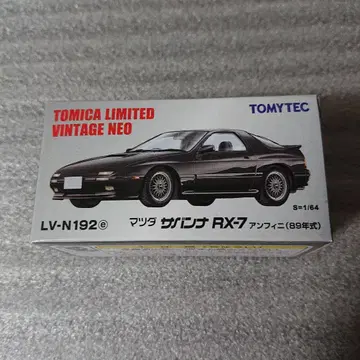 TOMICA LIMITED
VINTAGE NEO
TOMYTEC
S=1/64
LV-N192ⓔ マツダ サバンナ RX-7 アンフィニ(89年式)